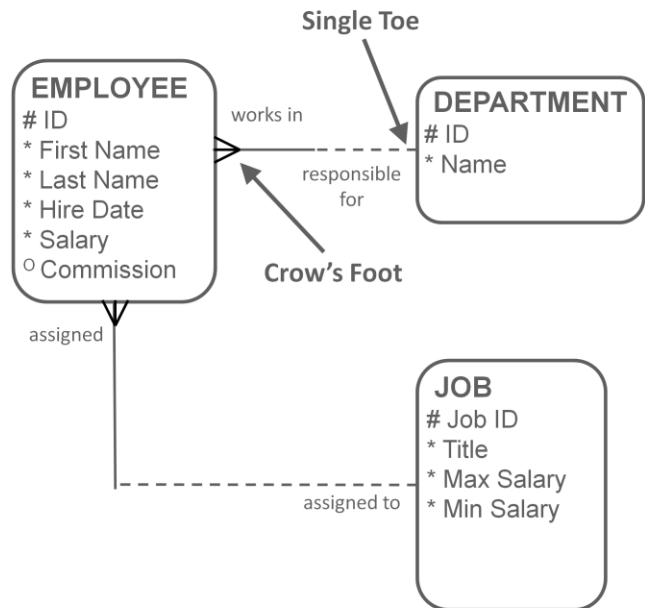 Single Toe
EMPLOYEE
# ID
* First Name
* Last Name
* Hire Date
* Salary
O Commission
works in
responsible
for
DEPARTMENT
# ID
* Name
Crow's Foot
assigned
assigned to
JOB
# Job ID
* Title
* Max Salary
* Min Salary